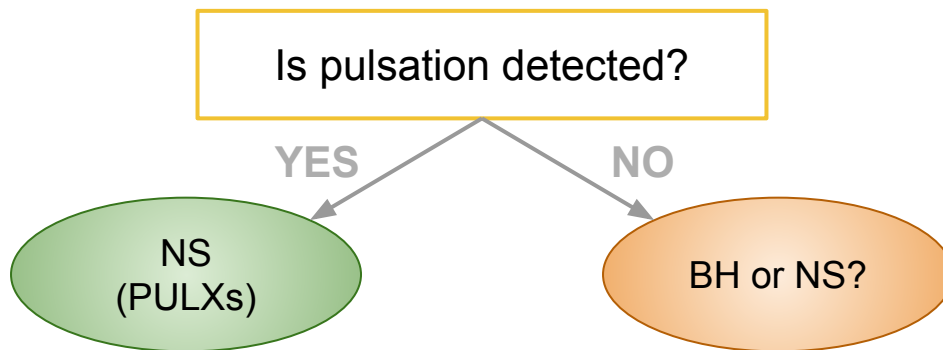 Is pulsation detected?
YES
NO
NS
(PULXs)
BH or NS?